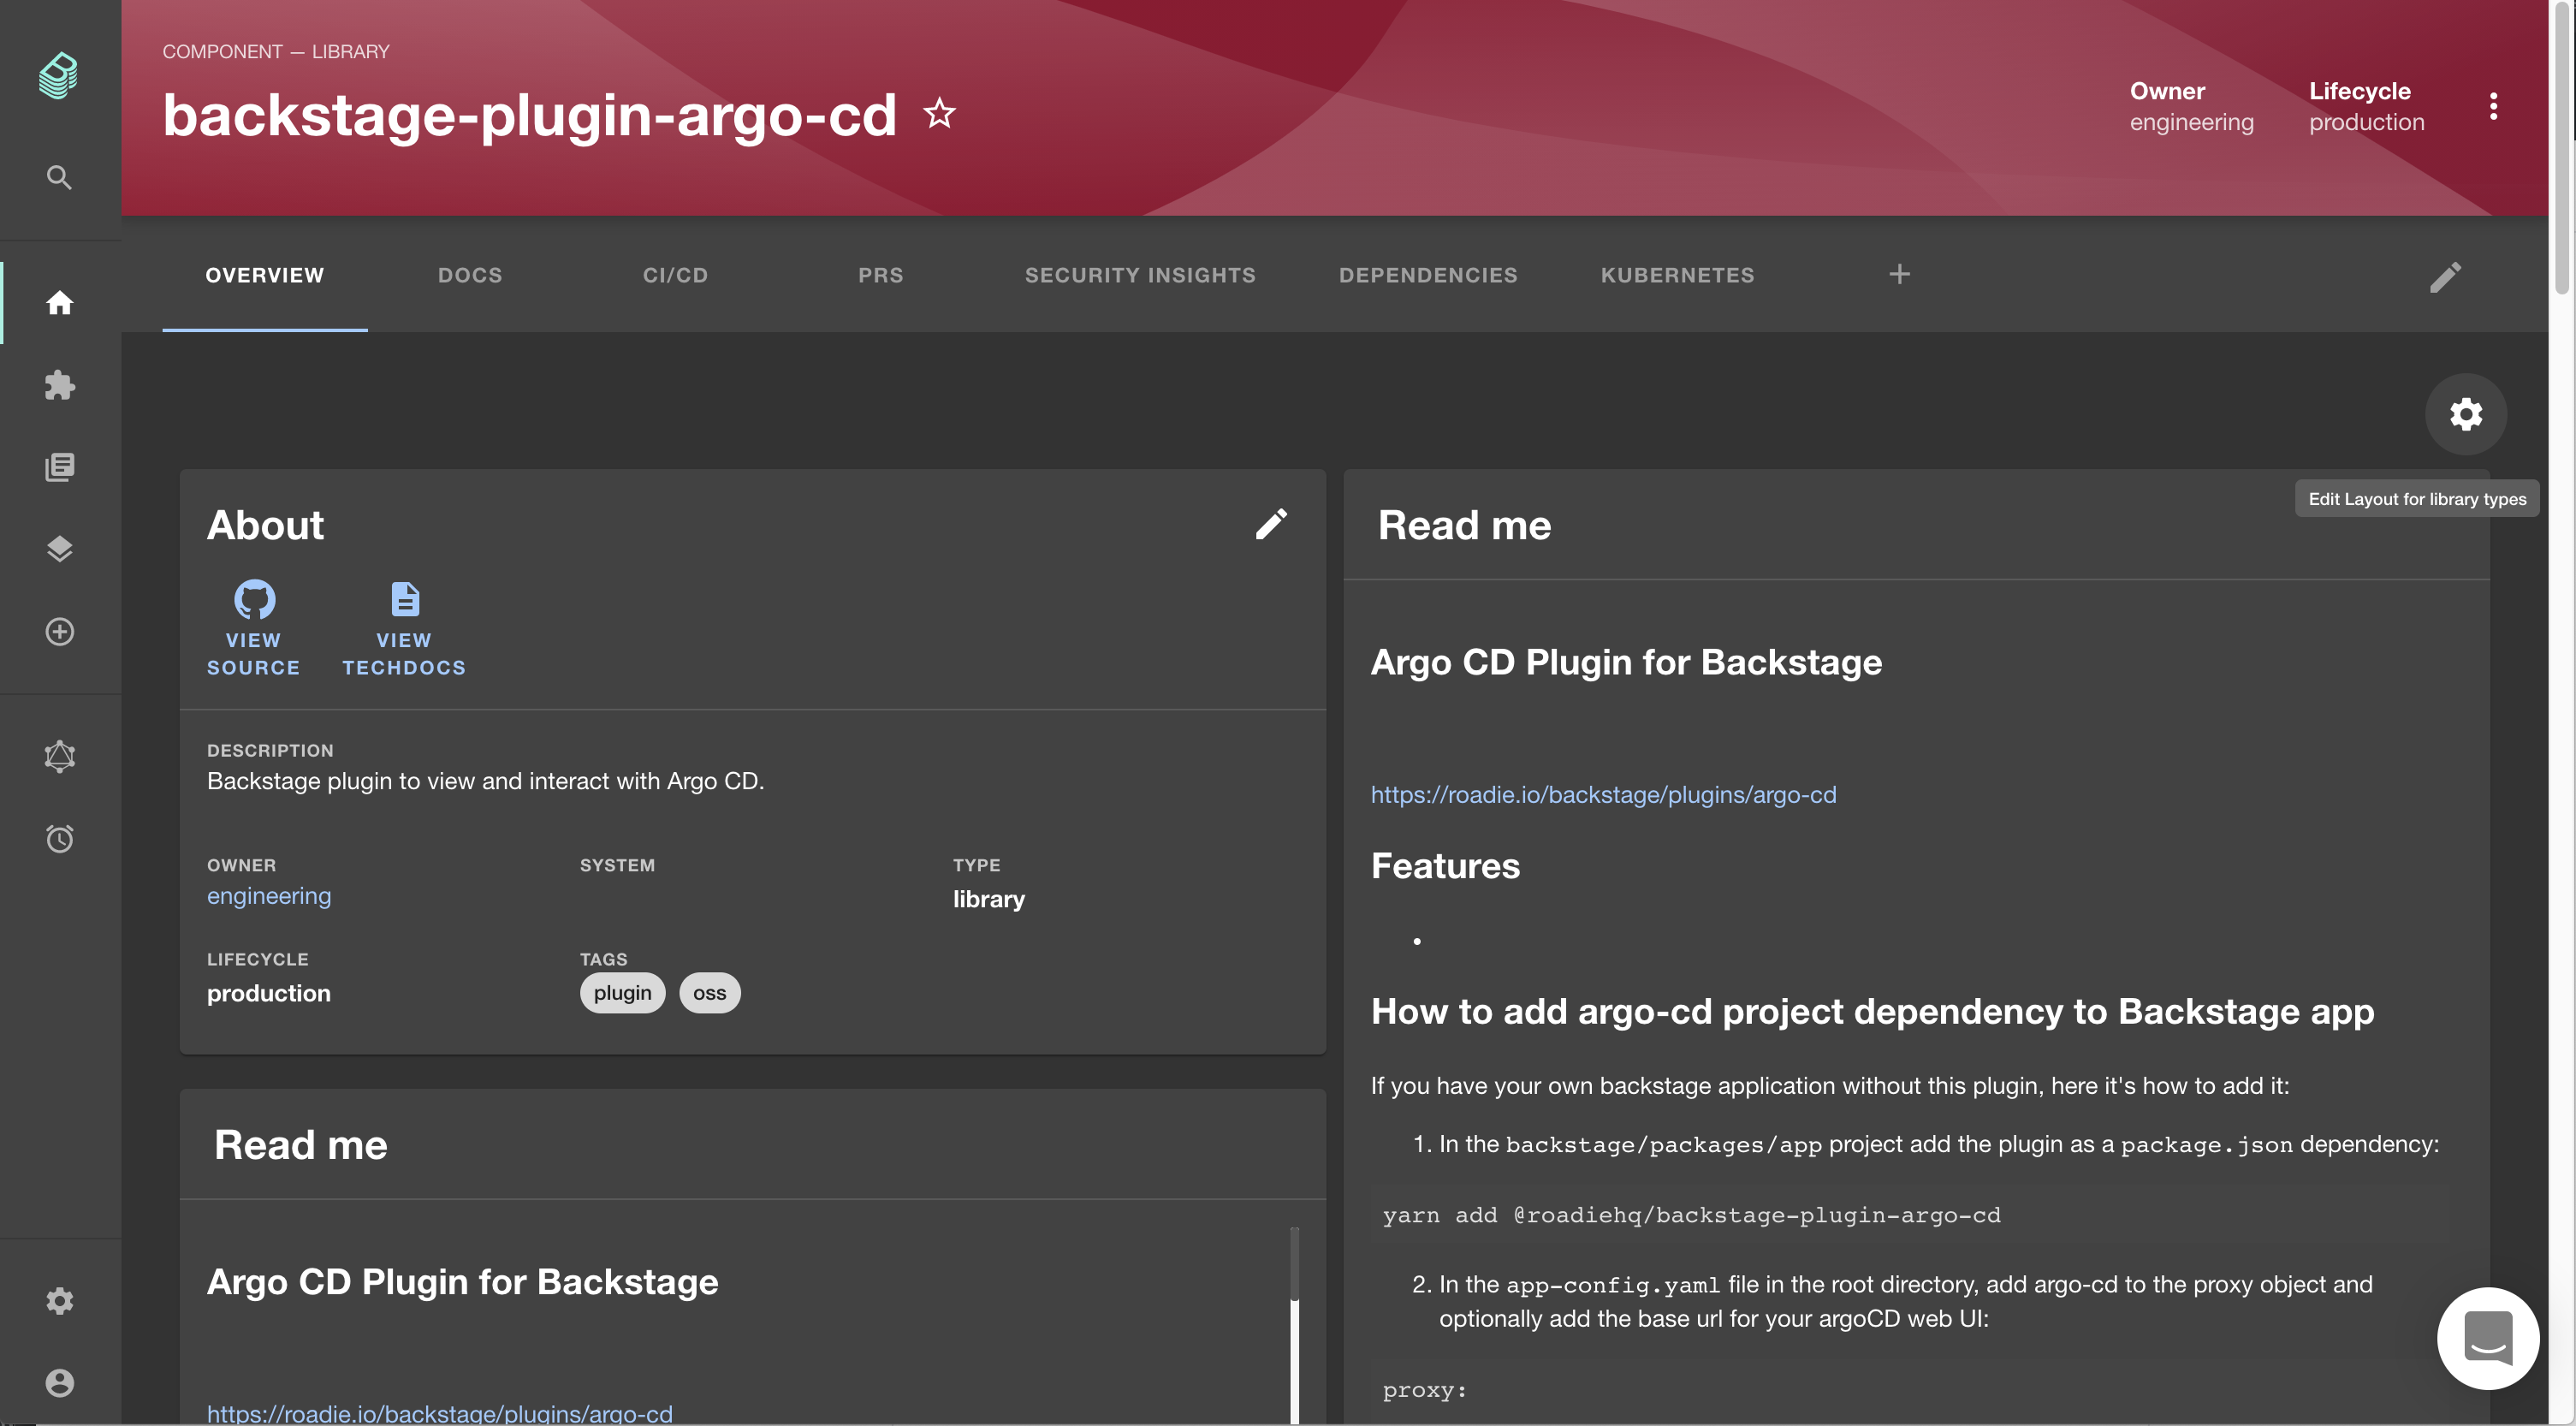 COMPONENT — LIBRARY
backstage-plugin-argo-cd
Owner
engineering
Lifecycle
production
OVERVIEW
DOCS
CI/CD
PRS
SECURITY INSIGHTS
DEPENDENCIES
KUBERNETES
Edit Layout for library types
About
VIEW
SOURCE
VIEW
TECHDOCS
DESCRIPTION
Backstage plugin to view and interact with Argo CD.
OWNER
engineering
SYSTEM
TYPE
library
LIFECYCLE
production
TAGS
plugin
oss
Read me
Argo CD Plugin for Backstage
https://roadie.io/backstage/plugins/argo-cd
Read me
Argo CD Plugin for Backstage
https://roadie.io/backstage/plugins/argo-cd
Features
•
How to add argo-cd project dependency to Backstage app
If you have your own backstage application without this plugin, here it's how to add it:
1. In the backstage/packages/app project add the plugin as a package.json dependency:
yarn add @roadiehq/backstage-plugin-argo-cd
2. In the app-config.yaml file in the root directory, add argo-cd to the proxy object and
optionally add the base url for your argoCD web UI:
proxy: